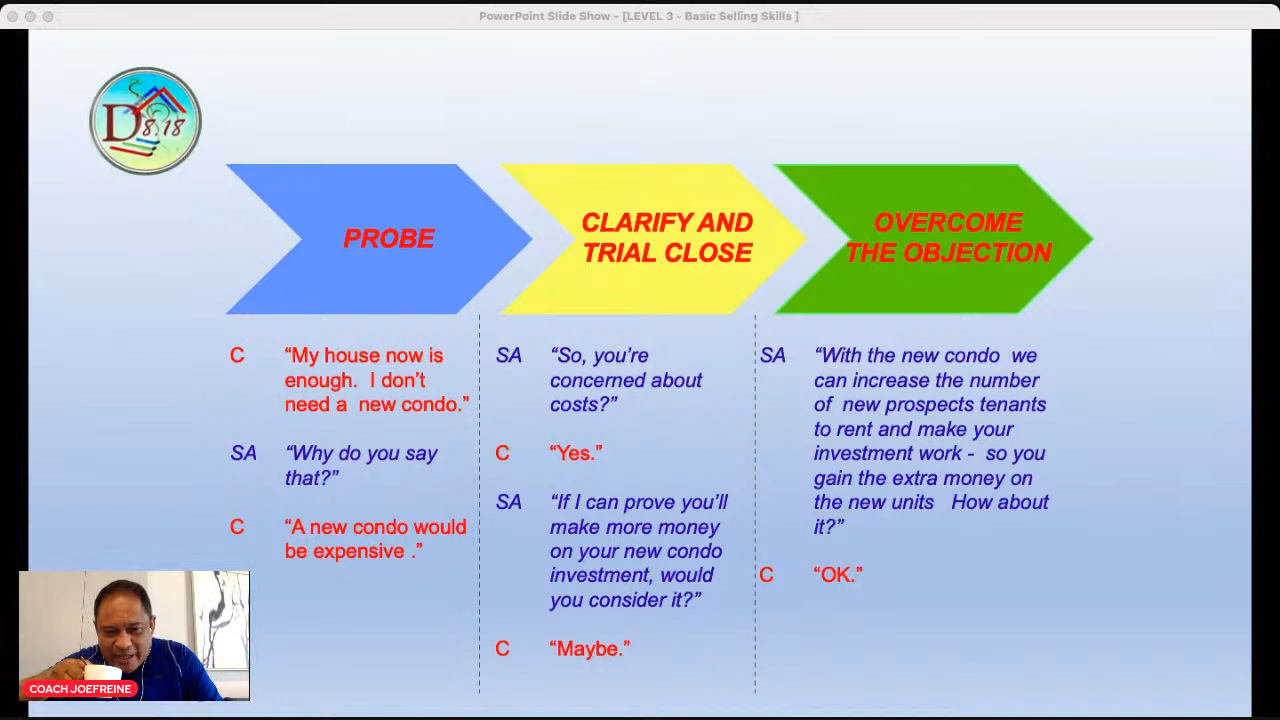 PowerPoint Slide Show - [LEVEL 3 - Basic Selling Skills ]
D8.18
PROBE
CLARIFY AND
TRIAL CLOSE
OVERCOME
THE OBJECTION
C “My house now is
enough. I don’t
need a new condo.”
SA “Why do you say
that?”
C “A new condo would
be expensive .”
SA “So, you’re
concerned about
costs?”
C “Yes.”
SA “If I can prove you’ll
make more money
on your new condo
investment, would
you consider it?”
C “Maybe.”
SA “With the new condo we
can increase the number
of new prospects tenants
to rent and make your
investment work - so you
gain the extra money on
the new units How about
it?”
C “OK.”
COACH JOEFREINE